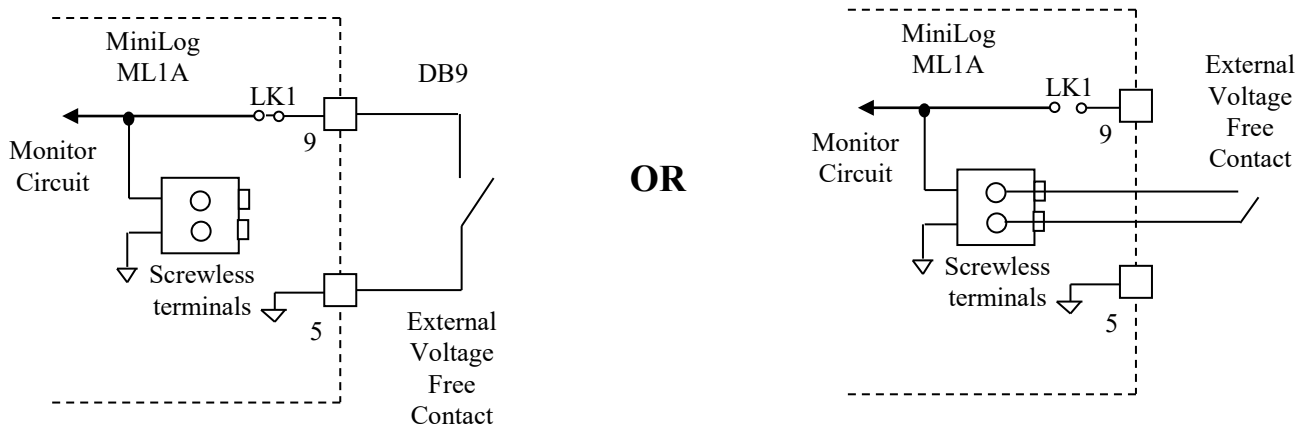 MiniLog
ML1A
DB9
LK1
9
Monitor
Circuit
Screwless
terminals
5
External
Voltage
Free
Contact
OR
MiniLog
ML1A
External
Voltage
Free
Contact
LK1
9
Monitor
Circuit
Screwless
terminals
5